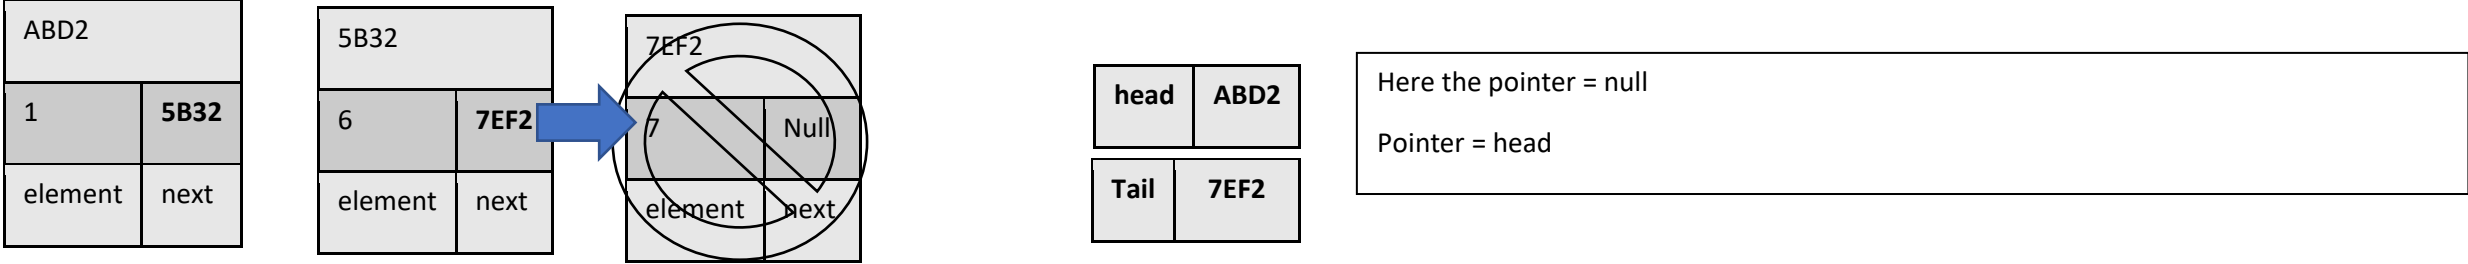 ABD2
1 5B32
element next
5B32
6 7EF2
element next
7EF2
7 Null
element next
head ABD2
Tail 7EF2
Here the pointer = null
Pointer = head